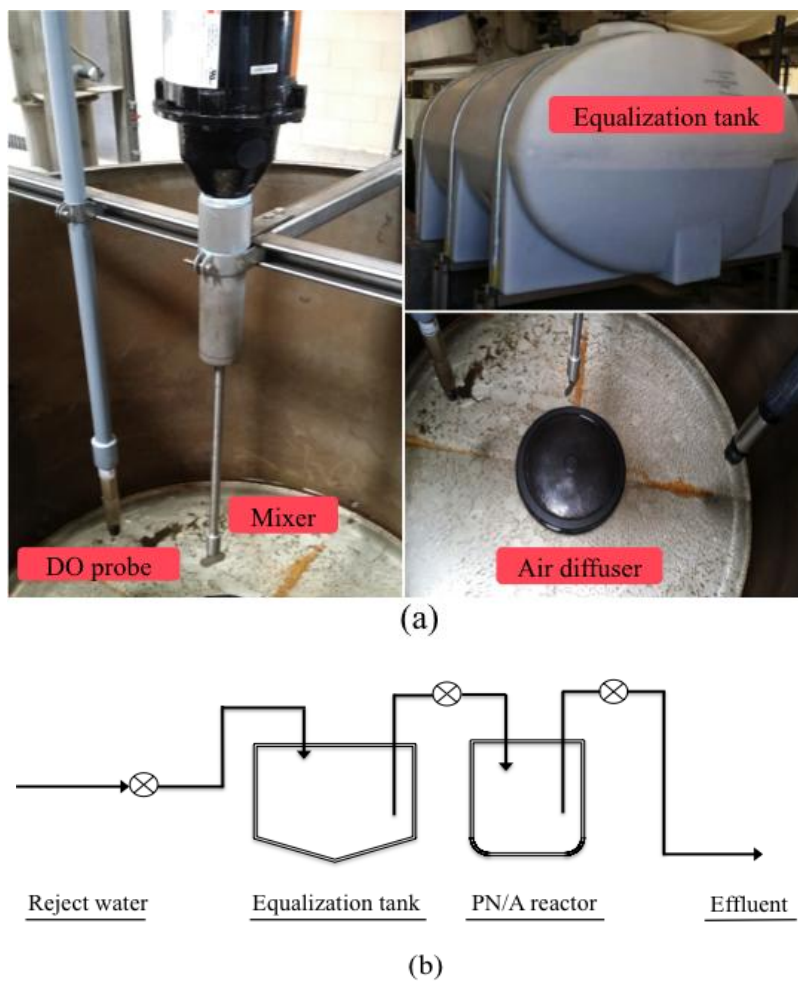 Equalization tank
Mixer
DO probe
Air diffuser
(a)
Reject water
Equalization tank
PN/A reactor
Effluent
(b)